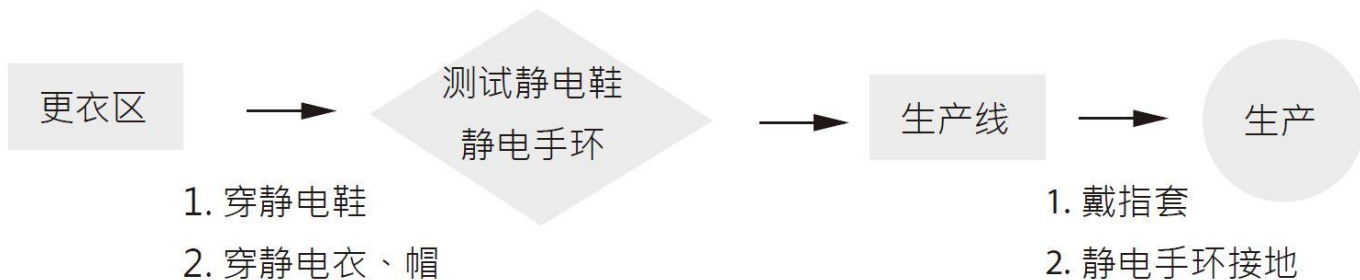 更衣区
测试静电鞋
静电手环
生产线
生产
1. 穿静电鞋
2. 穿静电衣、帽
1. 戴指套
2. 静电手环接地